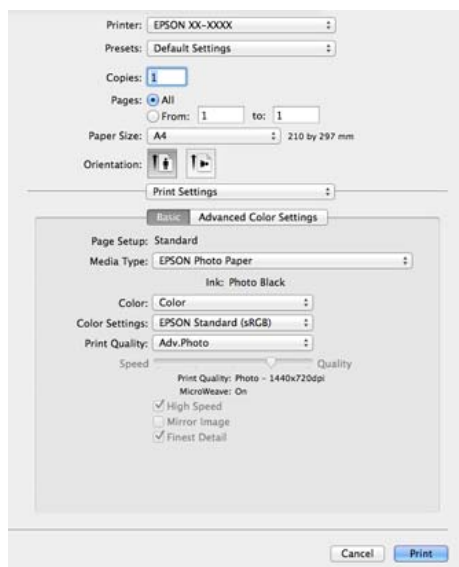 Printer: EPSON XX-XXXX
Presets: Default Settings
Copies: 1
Pages: All
From: 1 to: 1
Paper Size: A4 210 by 297 mm
Orientation:
Print Settings
Basic Advanced Color Settings
Page Setup: Standard
Media Type: EPSON Photo Paper
Ink: Photo Black
Color: Color
Color Settings: EPSON Standard (sRGB)
Print Quality: Adv.Photo
Speed Quality
Print Quality: Photo - 1440x720dpi
MicroWeave: On
High Speed
Mirror Image
Finest Detail
Cancel Print